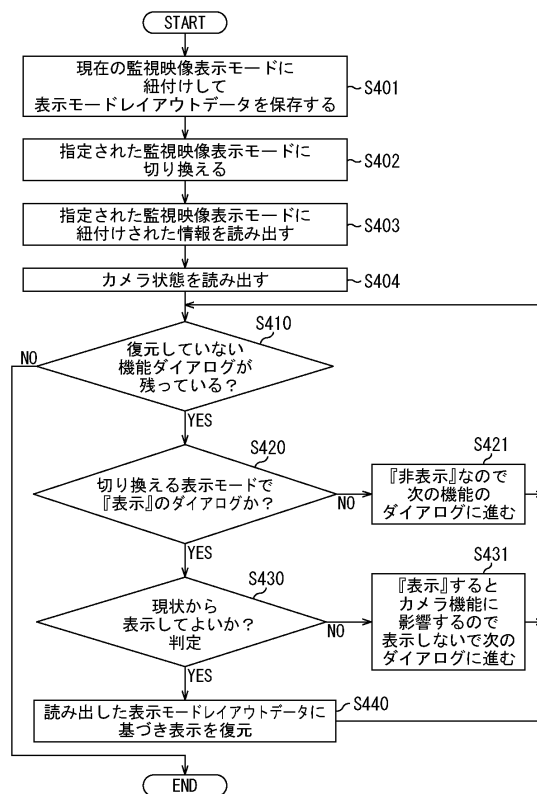 START
現在の監視映像表示モードに
紐付けして
表示モードレイアウトデータを保存する
S401
指定された監視映像表示モードに
切り換える
S402
指定された監視映像表示モードに
紐付けされた情報を読み出す
S403
カメラ状態を読み出す
S404
S410
復元していない
機能ダイアログが
残っている？
NO
YES
S420
切り換える表示モードで
『表示』のダイアログか？
NO
YES
S421
『非表示』なので
次の機能の
ダイアログに進む
S430
現状から
表示してよいか？
判定
NO
YES
S431
『表示』すると
カメラ機能に
影響するので
表示しないで次の
ダイアログに進む
S440
読み出した表示モードレイアウトデータに
基づき表示を復元
END